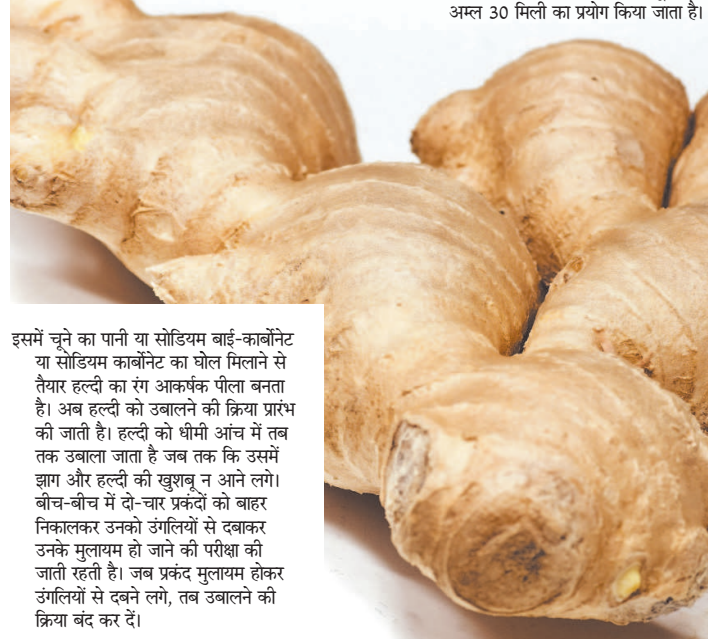 अम्ल 30 मिली का प्रयोग किया जाता है।
इसमें चूने का पानी या सोडियम बाई-कार्बोनेट
या सोडियम कार्बोनेट का घोल मिलाने से
तैयार हल्दी का रंग आकर्षक पीला बनता
है। अब हल्दी को उबालने की क्रिया प्रारंभ
की जाती है। हल्दी को धीमी आंच में तब
तक उबाला जाता है जब तक कि उसमें
झाग और हल्दी की खुशबू न आने लगे।
बीच-बीच में दो-चार प्रकंदों को बाहर
निकालकर उनको उंगलियों से दबाकर
उनके मुलायम हो जाने की परीक्षा की
जाती रहती है। जब प्रकंद मुलायम होकर
उंगलियों से दबने लगे, तब उबालने की
क्रिया बंद कर दें।